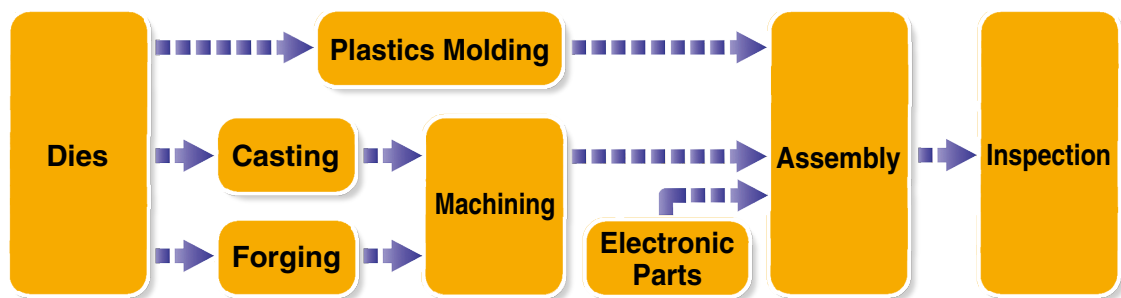 Dies
Plastics Molding
Casting
Forging
Machining
Electronic
Parts
Assembly
Inspection